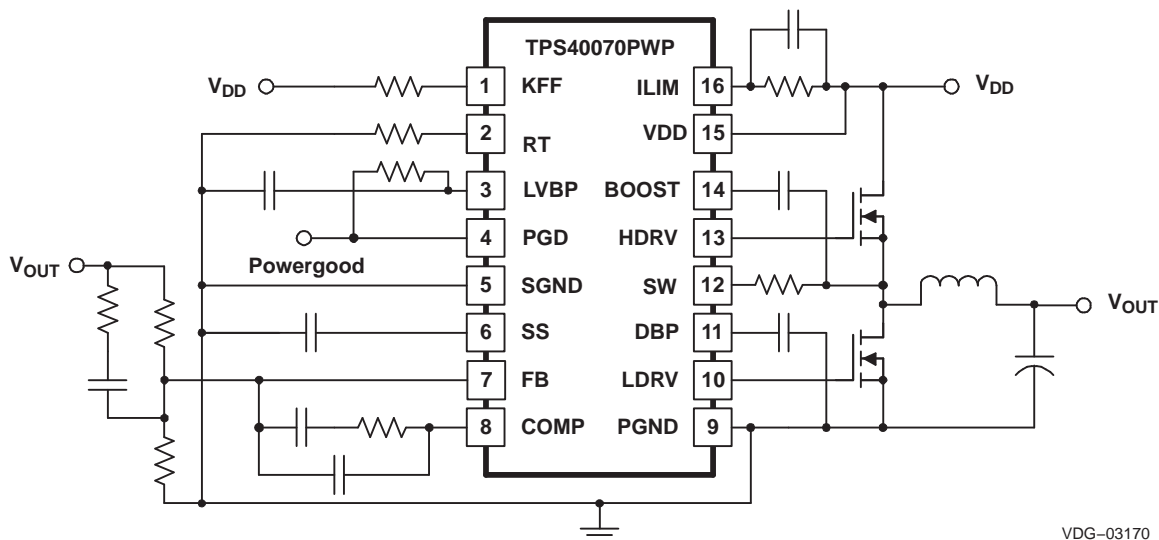 TPS40070PWP
VDD
1 KFF
ILIM 16
VDD
2 RT
VDD 15
3 LVBP
BOOST 14
4 PGD
HDRV 13
Powergood
VOUT
5 SGND
SW 12
VOUT
6 SS
DBP 11
7 FB
LDRV 10
8 COMP
PGND 9
VDG–03170